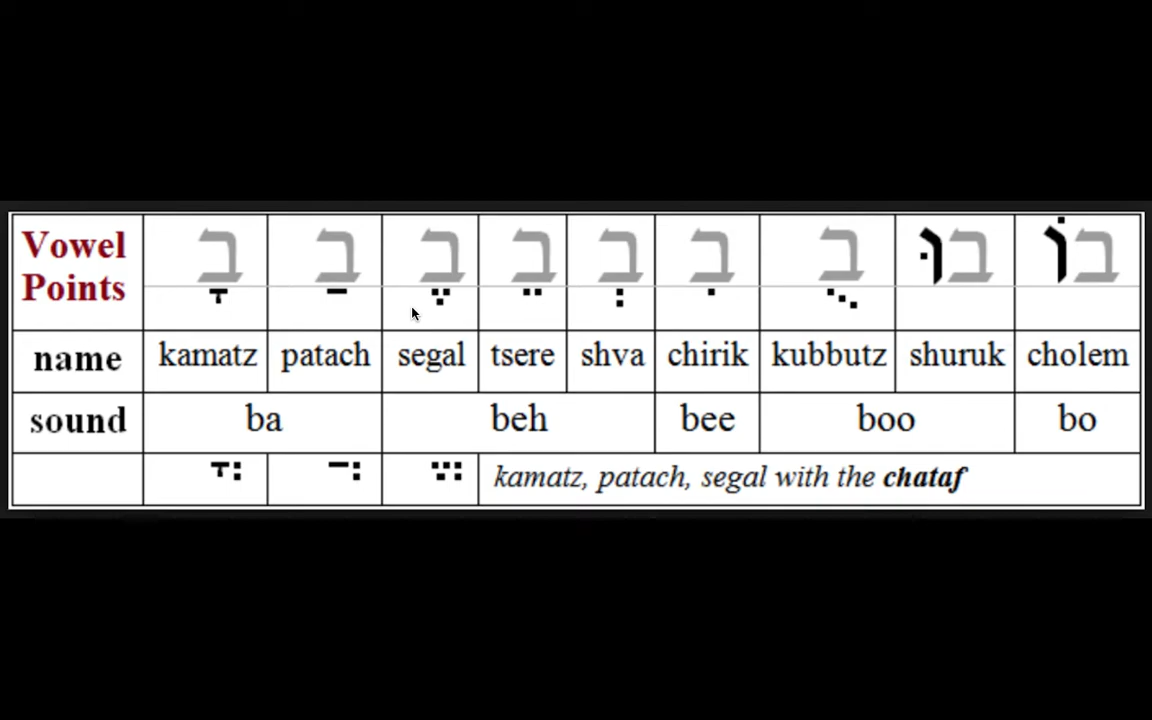 Vowel
Points
בָ בַ בֶ בֵ בְ בִ בֻ בוּ בוֹ
name kamatz patach segal tsere shva chirik kubbutz shuruk cholem
sound ba beh bee boo bo
ֳ ֲ ֱ kamatz, patach, segal with the chataf